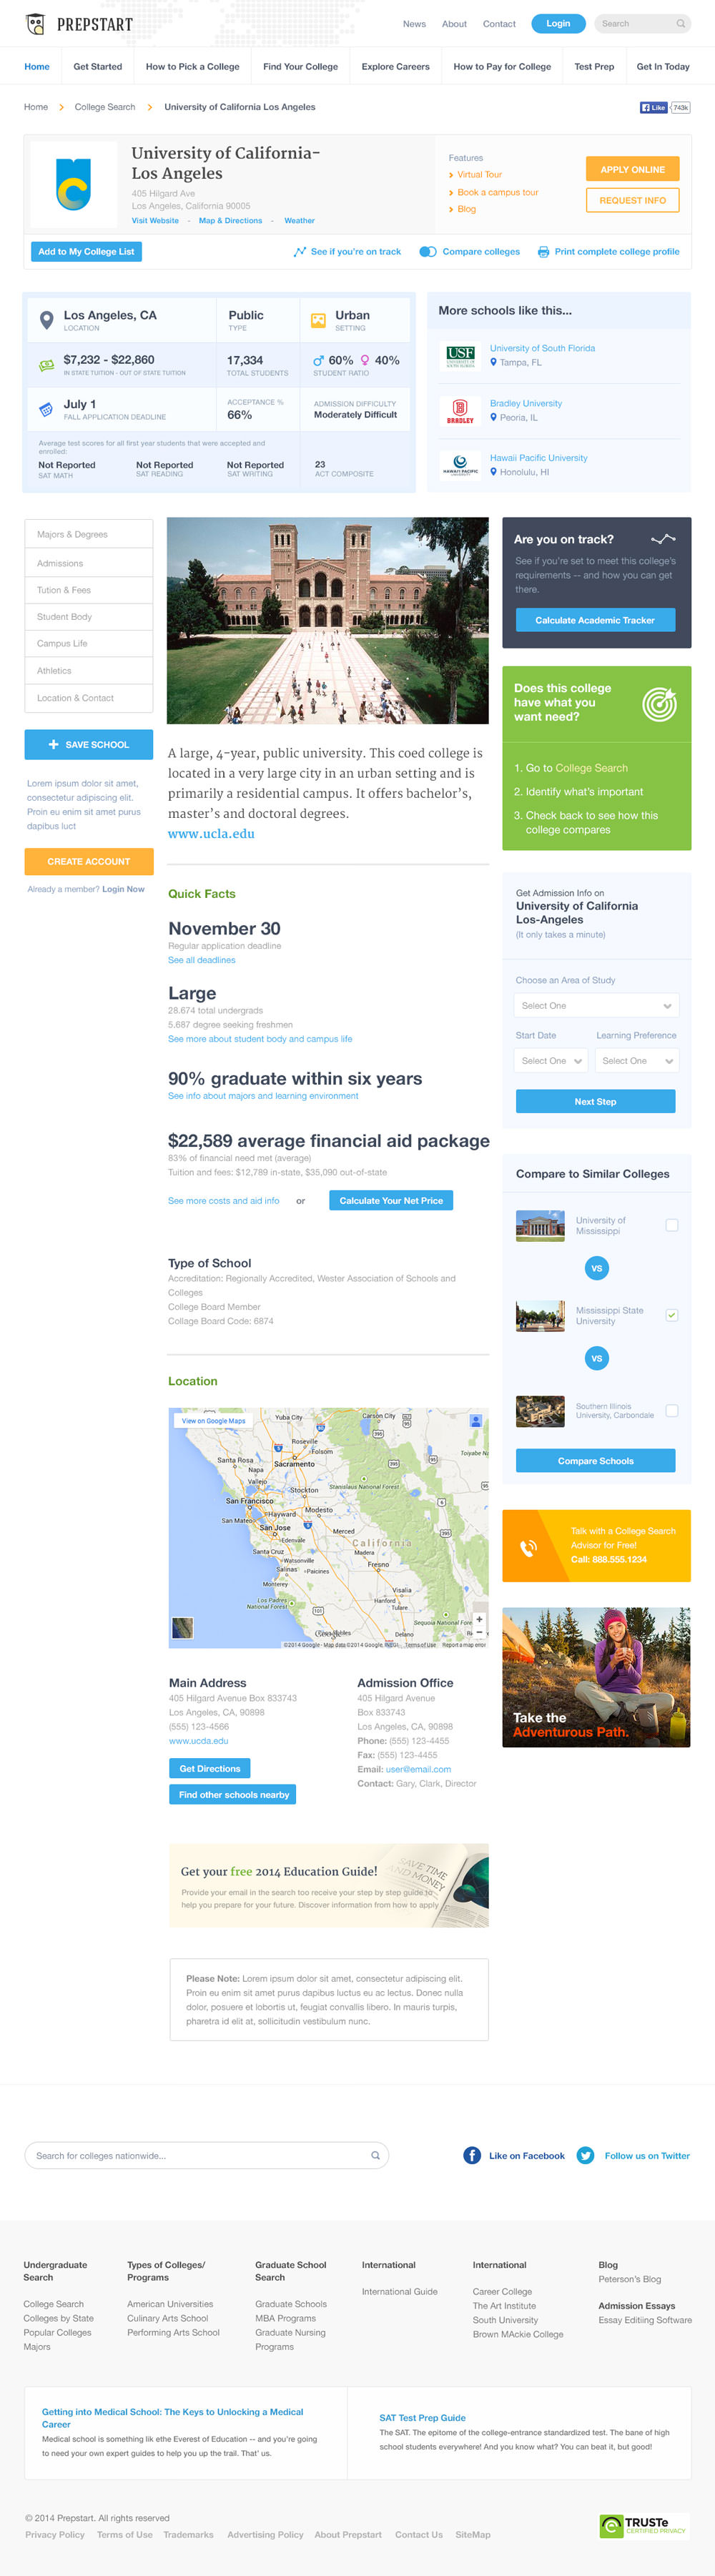 PREPSTART
News About Contact Login Search
Home Get Started How to Pick a College Find Your College Explore Careers How to Pay for College Test Prep Get In Today
Home College Search University of California Los Angeles
Like 743k
University of California-
Los Angeles
405 Hilgard Ave
Los Angeles, California 90005
Visit Website - Map & Directions - Weather
Features
Virtual Tour
Book a campus tour
Blog
APPLY ONLINE
REQUEST INFO
Add to My College List
See if you're on track
Compare colleges
Print complete college profile
Los Angeles, CA
LOCATION
Public
TYPE
Urban
SETTING
$7,232 - $22,860
IN STATE TUITION - OUT OF STATE TUITION
17,334
TOTAL STUDENTS
60% 40%
STUDENT RATIO
July 1
FALL APPLICATION DEADLINE
ACCEPTANCE %
66%
ADMISSION DIFFICULTY
Moderately Difficult
Average test scores for all first year students that were accepted and
enrolled:
Not Reported
SAT MATH
Not Reported
SAT READING
Not Reported
SAT WRITING
23
ACT COMPOSITE
More schools like this...
USF
University of South Florida
Tampa, FL
BRADLEY
Bradley University
Peoria, IL
HAWAI'I PACIFIC
Hawaii Pacific University
Honolulu, HI
Majors & Degrees
Admissions
Tution & Fees
Student Body
Campus Life
Athletics
Location & Contact
SAVE SCHOOL
Lorem ipsum dolor sit amet,
consectetur adipiscing elit.
Proin eu enim sit amet purus
dapibus luct
CREATE ACCOUNT
Already a member? Login Now
A large, 4-year, public university. This coed college is
located in a very large city in an urban setting and is
primarily a residential campus. It offers bachelor's,
master's and doctoral degrees.
www.ucla.edu
Quick Facts
November 30
Regular application deadline
See all deadlines
Large
28.674 total undergrads
5.687 degree seeking freshmen
See more about student body and campus life
90% graduate within six years
See info about majors and learning environment
$22,589 average financial aid package
83% of financial need met (average)
Tuition and fees: $12,789 in-state, $35,090 out-of-state
See more costs and aid info or Calculate Your Net Price
Type of School
Accreditation: Regionally Accredited, Wester Association of Schools and
Colleges
College Board Member
Collage Board Code: 6874
Location
View on Google Maps
Yuba City
Carson City
Roseville
Folsom
Santa Rosa
Sacramento
Napa
Vallejo
Stockton
Stanislaus National Forest
San Francisco
Hayward
Modesto
San Mateo
San Jose
Edenvale
Merced
California
Santa Cruz
Madera
Watsonville
Fresno
Salinas
Paicines
Monterey
Visalia
Los Padres
National Forest
Hanford
Tulare
Delano
©2014 Google - Map data ©2014 Google, INEGI Terms of Use Report a map error
Main Address
405 Hilgard Avenue Box 833743
Los Angeles, CA, 90898
(555) 123-4566
www.ucda.edu
Get Directions
Find other schools nearby
Admission Office
405 Hilgard Avenue
Box 833743
Los Angeles, CA, 90898
Phone: (555) 123-4455
Fax: (555) 123-4455
Email: user@email.com
Contact: Gary, Clark, Director
Get your free 2014 Education Guide!
Provide your email in the search too receive your step by step guide to
help you prepare for your future. Discover information from how to apply
SAVE TIME
AND MONEY
Please Note: Lorem ipsum dolor sit amet, consectetur adipiscing elit.
Proin eu enim sit amet purus dapibus luctus eu ac lectus. Donec nulla
dolor, posuere et lobortis ut, feugiat convallis libero. In mauris turpis,
pharetra id elit at, sollicitudin vestibulum nunc.
Are you on track?
See if you're set to meet this college's
requirements -- and how you can get
there.
Calculate Academic Tracker
Does this college
have what you
want need?
1. Go to College Search
2. Identify what's important
3. Check back to see how this
college compares
Get Admission Info on
University of California
Los-Angeles
(It only takes a minute)
Choose an Area of Study
Select One
Start Date Learning Preference
Select One Select One
Next Step
Compare to Similar Colleges
University of
Mississippi
VS
Mississippi State
University
VS
Southern Illinois
University, Carbondale
Compare Schools
Talk with a College Search
Advisor for Free!
Call: 888.555.1234
Take the
Adventurous Path.
Search for colleges nationwide...
Like on Facebook
Follow us on Twitter
Undergraduate
Search
College Search
Colleges by State
Popular Colleges
Majors
Types of Colleges/
Programs
American Universities
Culinary Arts School
Performing Arts School
Graduate School
Search
Graduate Schools
MBA Programs
Graduate Nursing
Programs
International
International Guide
International
Career College
The Art Institute
South University
Brown MAckie College
Blog
Peterson's Blog
Admission Essays
Essay Editiing Software
Getting into Medical School: The Keys to Unlocking a Medical
Career
Medical school is something lik ethe Everest of Education -- and you're going
to need your own expert guides to help you up the trail. That' us.
SAT Test Prep Guide
The SAT. The epitome of the college-entrance standardized test. The bane of high
school students everywhere! And you know what? You can beat it, but good!
© 2014 Prepstart. All rights reserved
Privacy Policy Terms of Use Trademarks Advertising Policy About Prepstart Contact Us SiteMap
TRUSTe
CERTIFIED PRIVACY